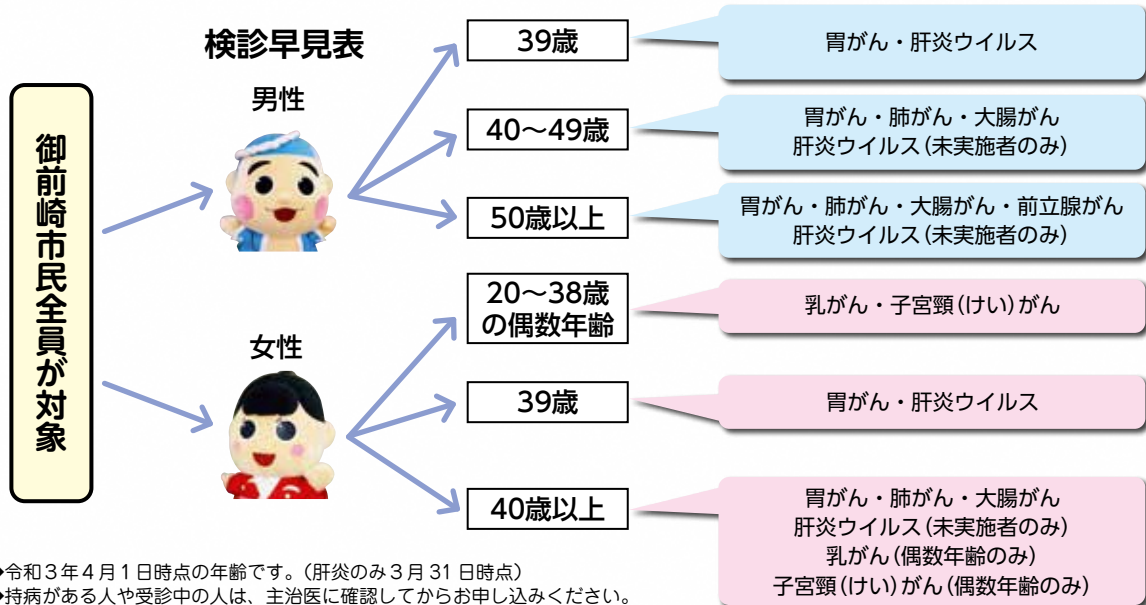 検診早見表
御前崎市民全員が対象
男性
39歳
胃がん・肝炎ウイルス
40～49歳
胃がん・肺がん・大腸がん
肝炎ウイルス(未実施者のみ)
50歳以上
胃がん・肺がん・大腸がん・前立腺がん
肝炎ウイルス(未実施者のみ)
女性
20～38歳
の偶数年齢
乳がん・子宮頸(けい)がん
39歳
胃がん・肝炎ウイルス
40歳以上
胃がん・肺がん・大腸がん
肝炎ウイルス(未実施者のみ)
乳がん(偶数年齢のみ)
子宮頸(けい)がん(偶数年齢のみ)
◆令和３年４月１日時点の年齢です。(肝炎のみ３月31日時点)
◆持病がある人や受診中の人は、主治医に確認してからお申し込みください。